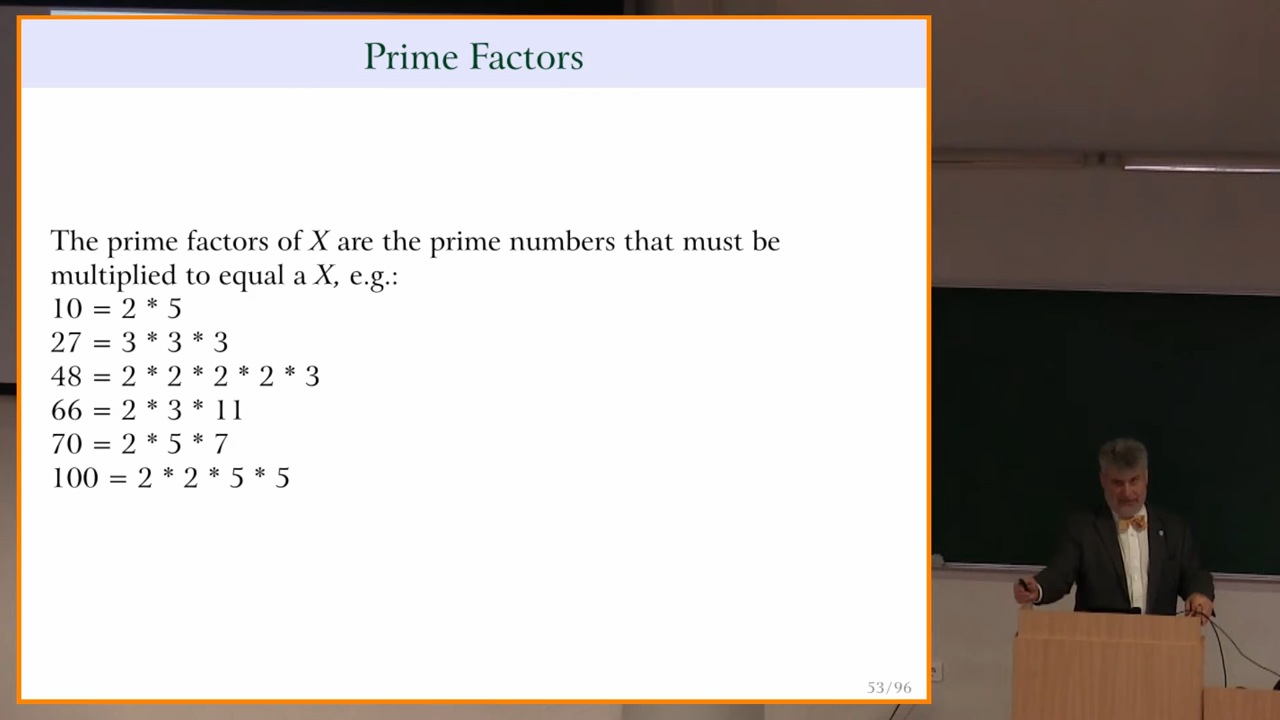 Prime Factors
The prime factors of X are the prime numbers that must be
multiplied to equal a X, e.g.:
10 = 2 * 5
27 = 3 * 3 * 3
48 = 2 * 2 * 2 * 2 * 3
66 = 2 * 3 * 11
70 = 2 * 5 * 7
100 = 2 * 2 * 5 * 5
53/96